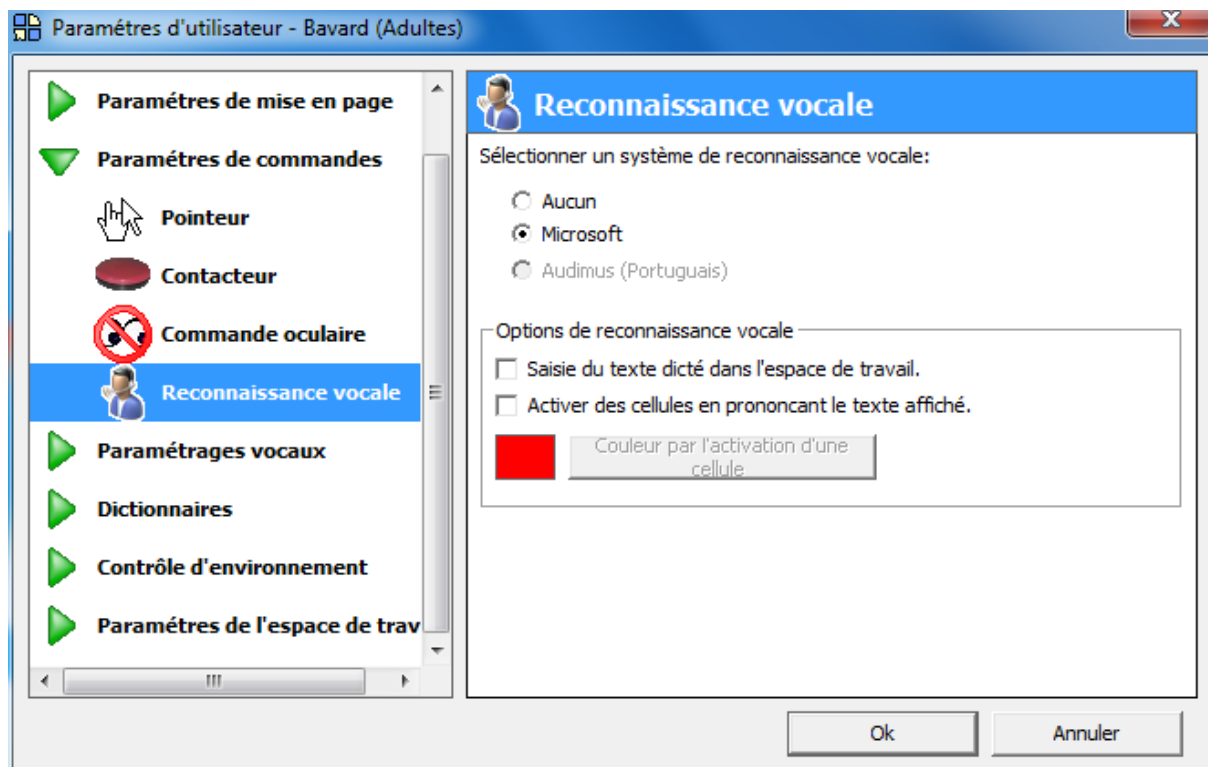 Paramétres d'utilisateur - Bavard (Adultes)
Paramétres de mise en page
Paramétres de commandes
Pointeur
Contacteur
Commande oculaire
Reconnaissance vocale
Paramétrages vocaux
Dictionnaires
Contrôle d'environnement
Paramétres de l'espace de trav
Reconnaissance vocale
Sélectionner un système de reconnaissance vocale:
Aucun
Microsoft
Audimus (Portuguais)
Options de reconnaissance vocale
Saisie du texte dicté dans l'espace de travail.
Activer des cellules en prononcant le texte affiché.
Couleur par l'activation d'une
cellule
Ok
Annuler